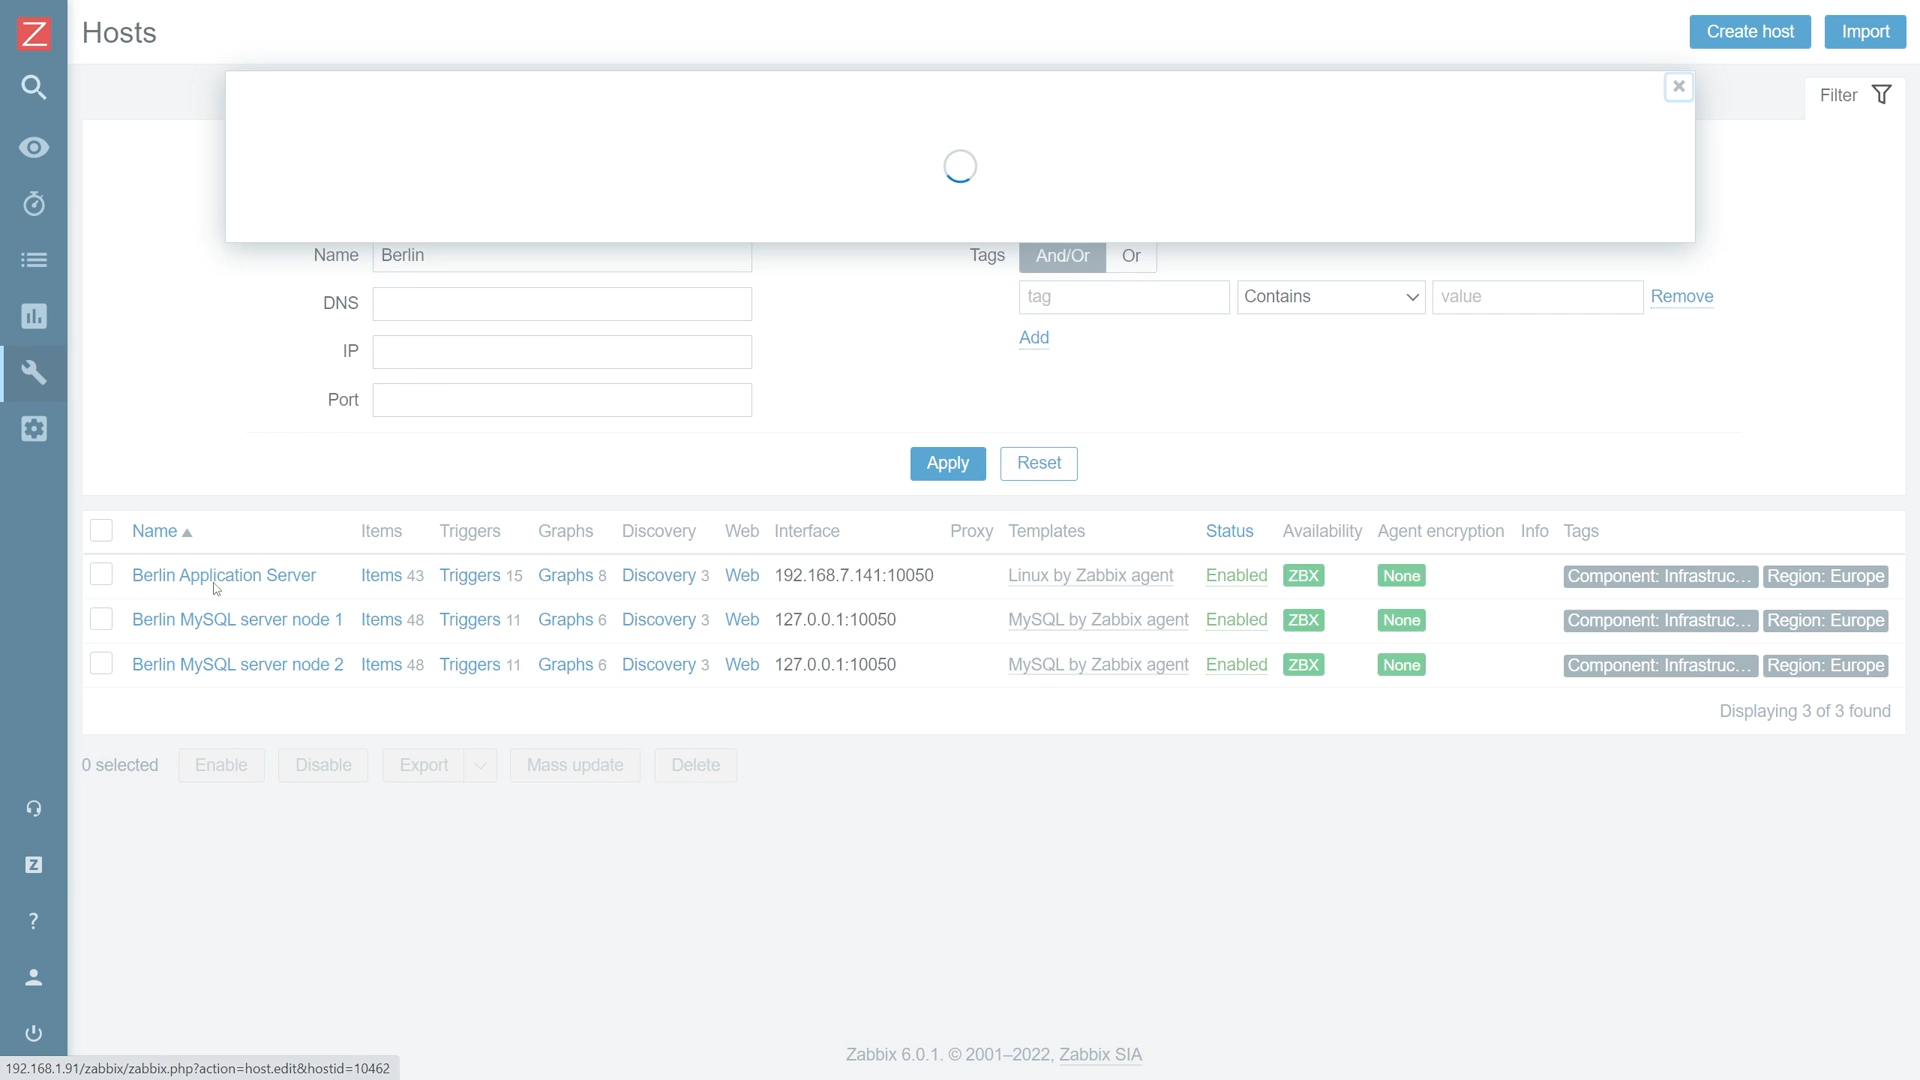 Z
Hosts
Create host
Import
Filter
Name
Berlin
Tags
And/Or
Or
DNS
tag
Contains
value
Remove
Add
IP
Port
Apply
Reset
Name Items Triggers Graphs Discovery Web Interface Proxy Templates Status Availability Agent encryption Info Tags
Berlin Application Server Items 43 Triggers 15 Graphs 8 Discovery 3 Web 192.168.7.141:10050 Linux by Zabbix agent Enabled ZBX None Component: Infrastruc... Region: Europe
Berlin MySQL server node 1 Items 48 Triggers 11 Graphs 6 Discovery 3 Web 127.0.0.1:10050 MySQL by Zabbix agent Enabled ZBX None Component: Infrastruc... Region: Europe
Berlin MySQL server node 2 Items 48 Triggers 11 Graphs 6 Discovery 3 Web 127.0.0.1:10050 MySQL by Zabbix agent Enabled ZBX None Component: Infrastruc... Region: Europe
Displaying 3 of 3 found
0 selected Enable Disable Export Mass update Delete
Z
?
Zabbix 6.0.1. © 2001–2022, Zabbix SIA
192.168.1.91/zabbix/zabbix.php?action=host.edit&hostid=10462